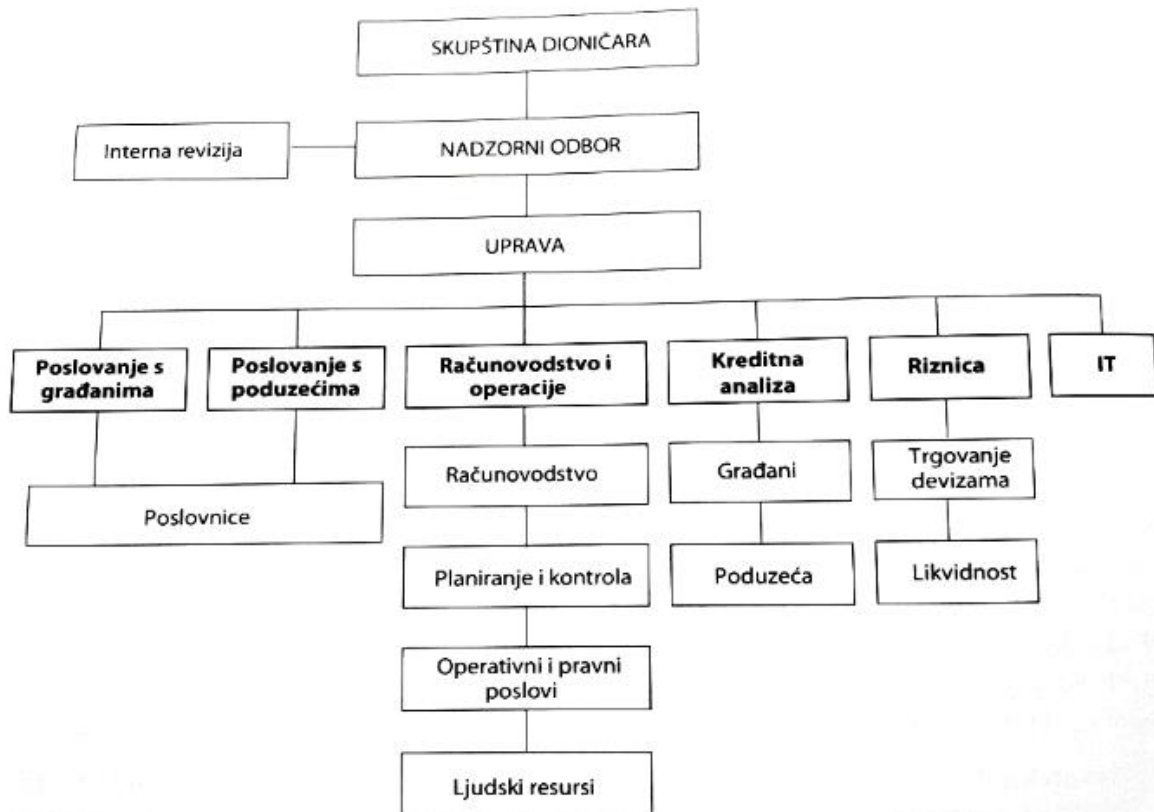 SKUPŠTINA DIONIČARA
Interna revizija
NADZORNI ODBOR
UPRAVA
Poslovanje s
građanima
Poslovanje s
poduzećima
Računovodstvo i
operacije
Kreditna
analiza
Riznica
IT
Poslovnice
Računovodstvo
Građani
Trgovanje
devizama
Planiranje i kontrola
Poduzeća
Likvidnost
Operativni i pravni
poslovi
Ljudski resursi